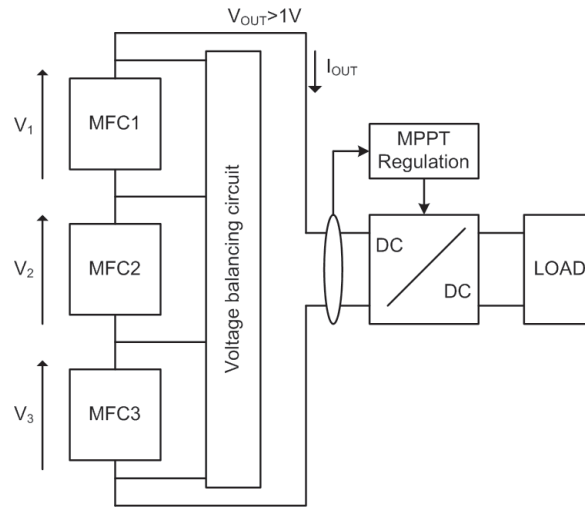 V_OUT>1V
I_OUT
V_1
MFC1
MPPT
Regulation
V_2
MFC2
Voltage balancing circuit
DC
DC
LOAD
V_3
MFC3